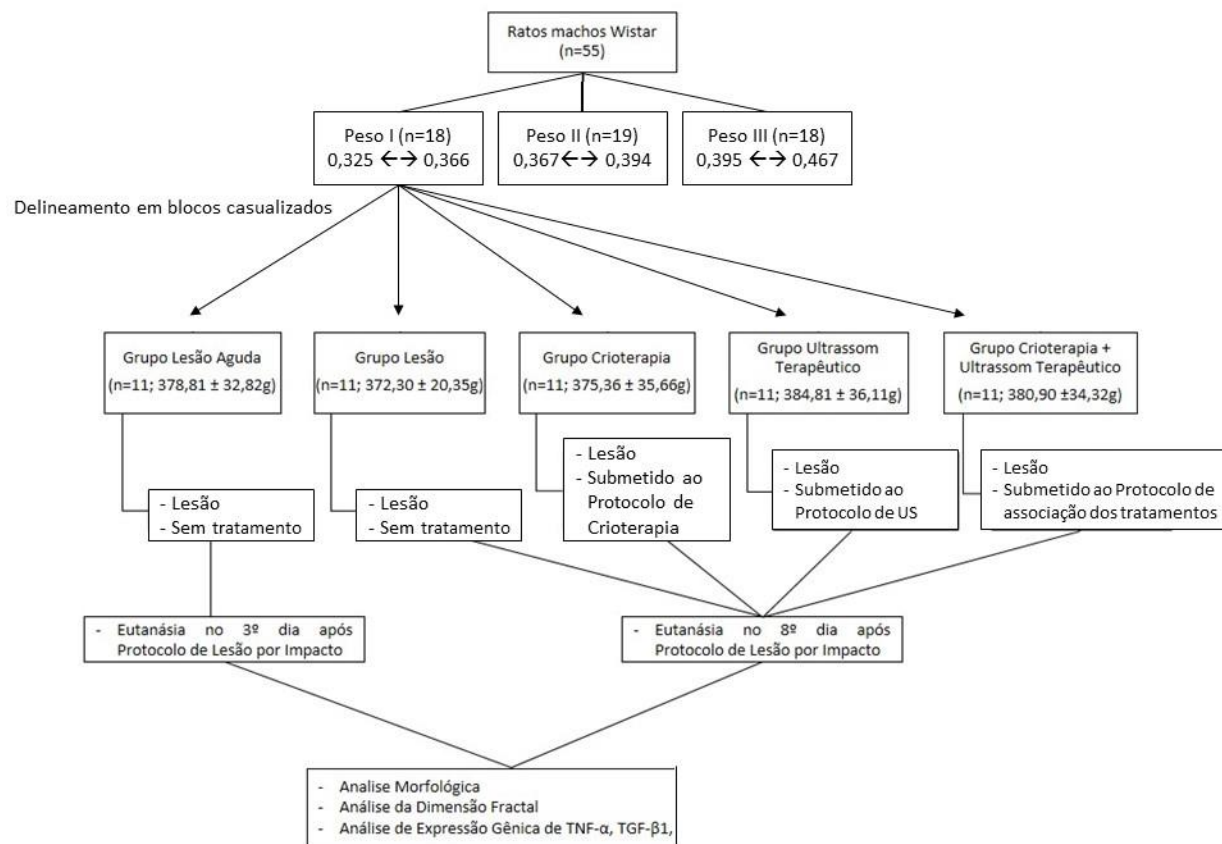 Ratos machos Wistar
(n=55)
Peso I (n=18)
0,325 ←→ 0,366
Peso II (n=19)
0,367←→ 0,394
Peso III (n=18)
0,395 ←→ 0,467
Delineamento em blocos casualizados
Grupo Lesão Aguda
(n=11; 378,81 ± 32,82g)
Grupo Lesão
(n=11; 372,30 ± 20,35g)
Grupo Crioterapia
(n=11; 375,36 ± 35,66g)
Grupo Ultrassom
Terapêutico
(n=11; 384,81 ± 36,11g)
Grupo Crioterapia +
Ultrassom Terapêutico
(n=11; 380,90 ±34,32g)
- Lesão
- Sem tratamento
- Lesão
- Sem tratamento
- Lesão
- Submetido ao
Protocolo de
Crioterapia
- Lesão
- Submetido ao
Protocolo de US
- Lesão
- Submetido ao Protocolo de
associação dos tratamentos
- Eutanásia no 3º dia após
Protocolo de Lesão por Impacto
- Eutanásia no 8º dia após
Protocolo de Lesão por Impacto
- Analise Morfológica
- Análise da Dimensão Fractal
- Análise de Expressão Gênica de TNF-α, TGF-β1,